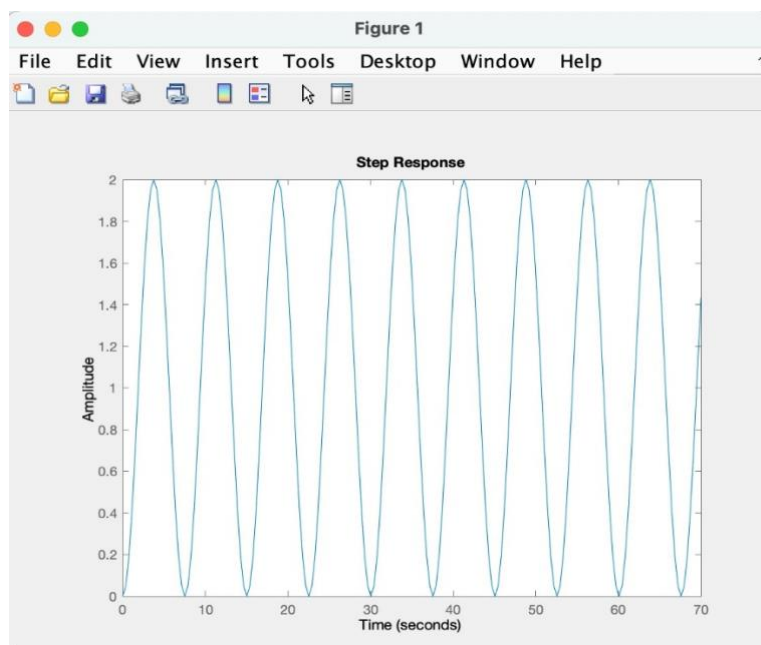 Figure 1
File Edit View Insert Tools Desktop Window Help
Step Response
2
1.8
1.6
1.4
1.2
1
0.8
0.6
0.4
0.2
0
Amplitude
0 10 20 30 40 50 60 70
Time (seconds)